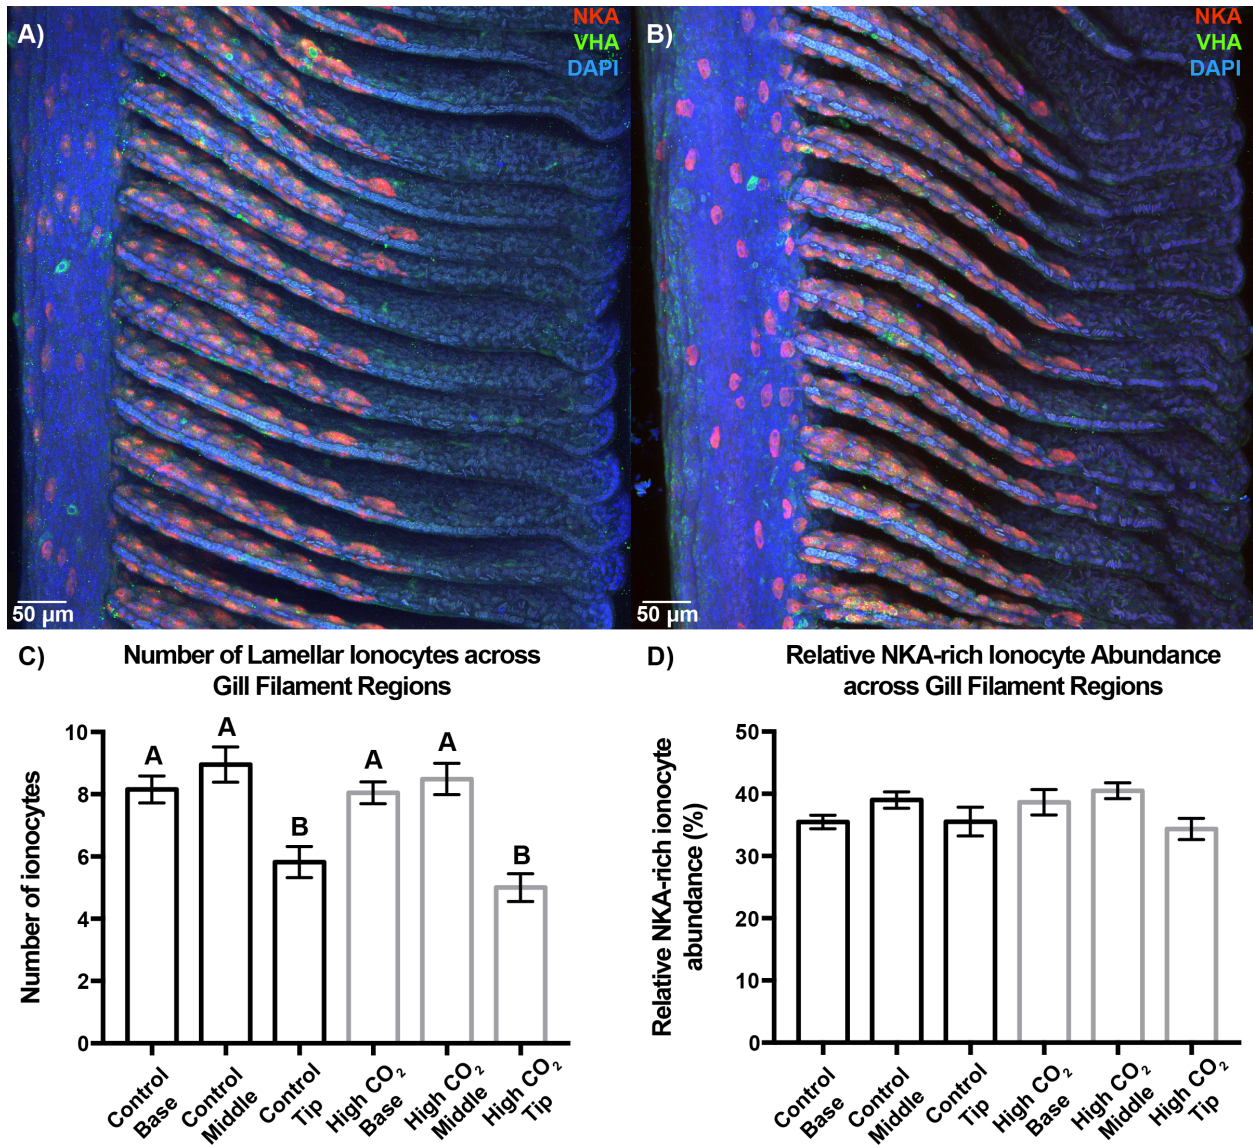 A)
NKA
VHA
DAPI
50 µm
B)
NKA
VHA
DAPI
50 µm
C)
Number of Lamellar Ionocytes across
Gill Filament Regions
Number of ionocytes
10
8
6
4
2
0
A
A
B
A
A
B
Control
Base
Control
Middle
Control
Tip
High CO2
Base
High CO2
Middle
High CO2
Tip
D)
Relative NKA-rich Ionocyte Abundance
across Gill Filament Regions
Relative NKA-rich ionocyte
abundance (%)
50
40
30
20
10
0
Control
Base
Control
Middle
Control
Tip
High CO2
Base
High CO2
Middle
High CO2
Tip